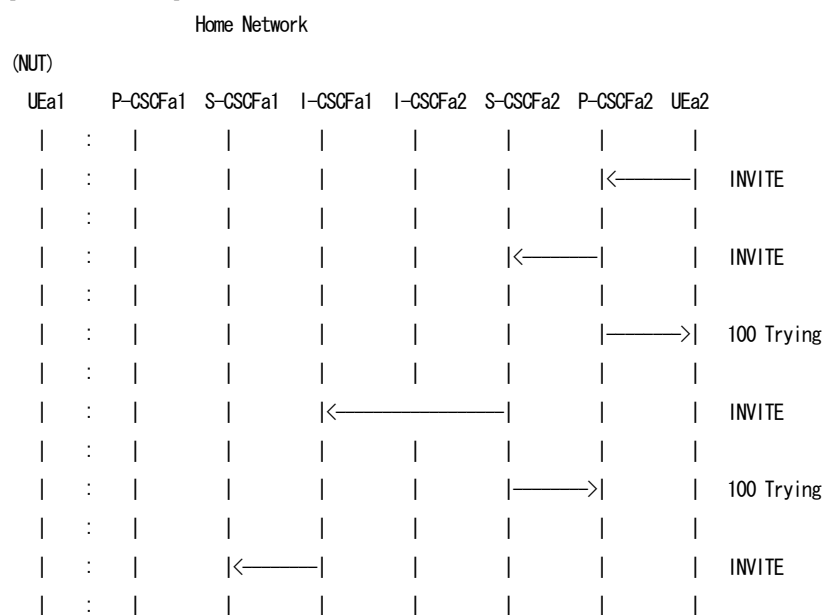 Home Network
(NUT)
UEa1 P-CSCFa1 S-CSCFa1 I-CSCFa1 I-CSCFa2 S-CSCFa2 P-CSCFa2 UEa2
INVITE
INVITE
100 Trying
INVITE
100 Trying
INVITE